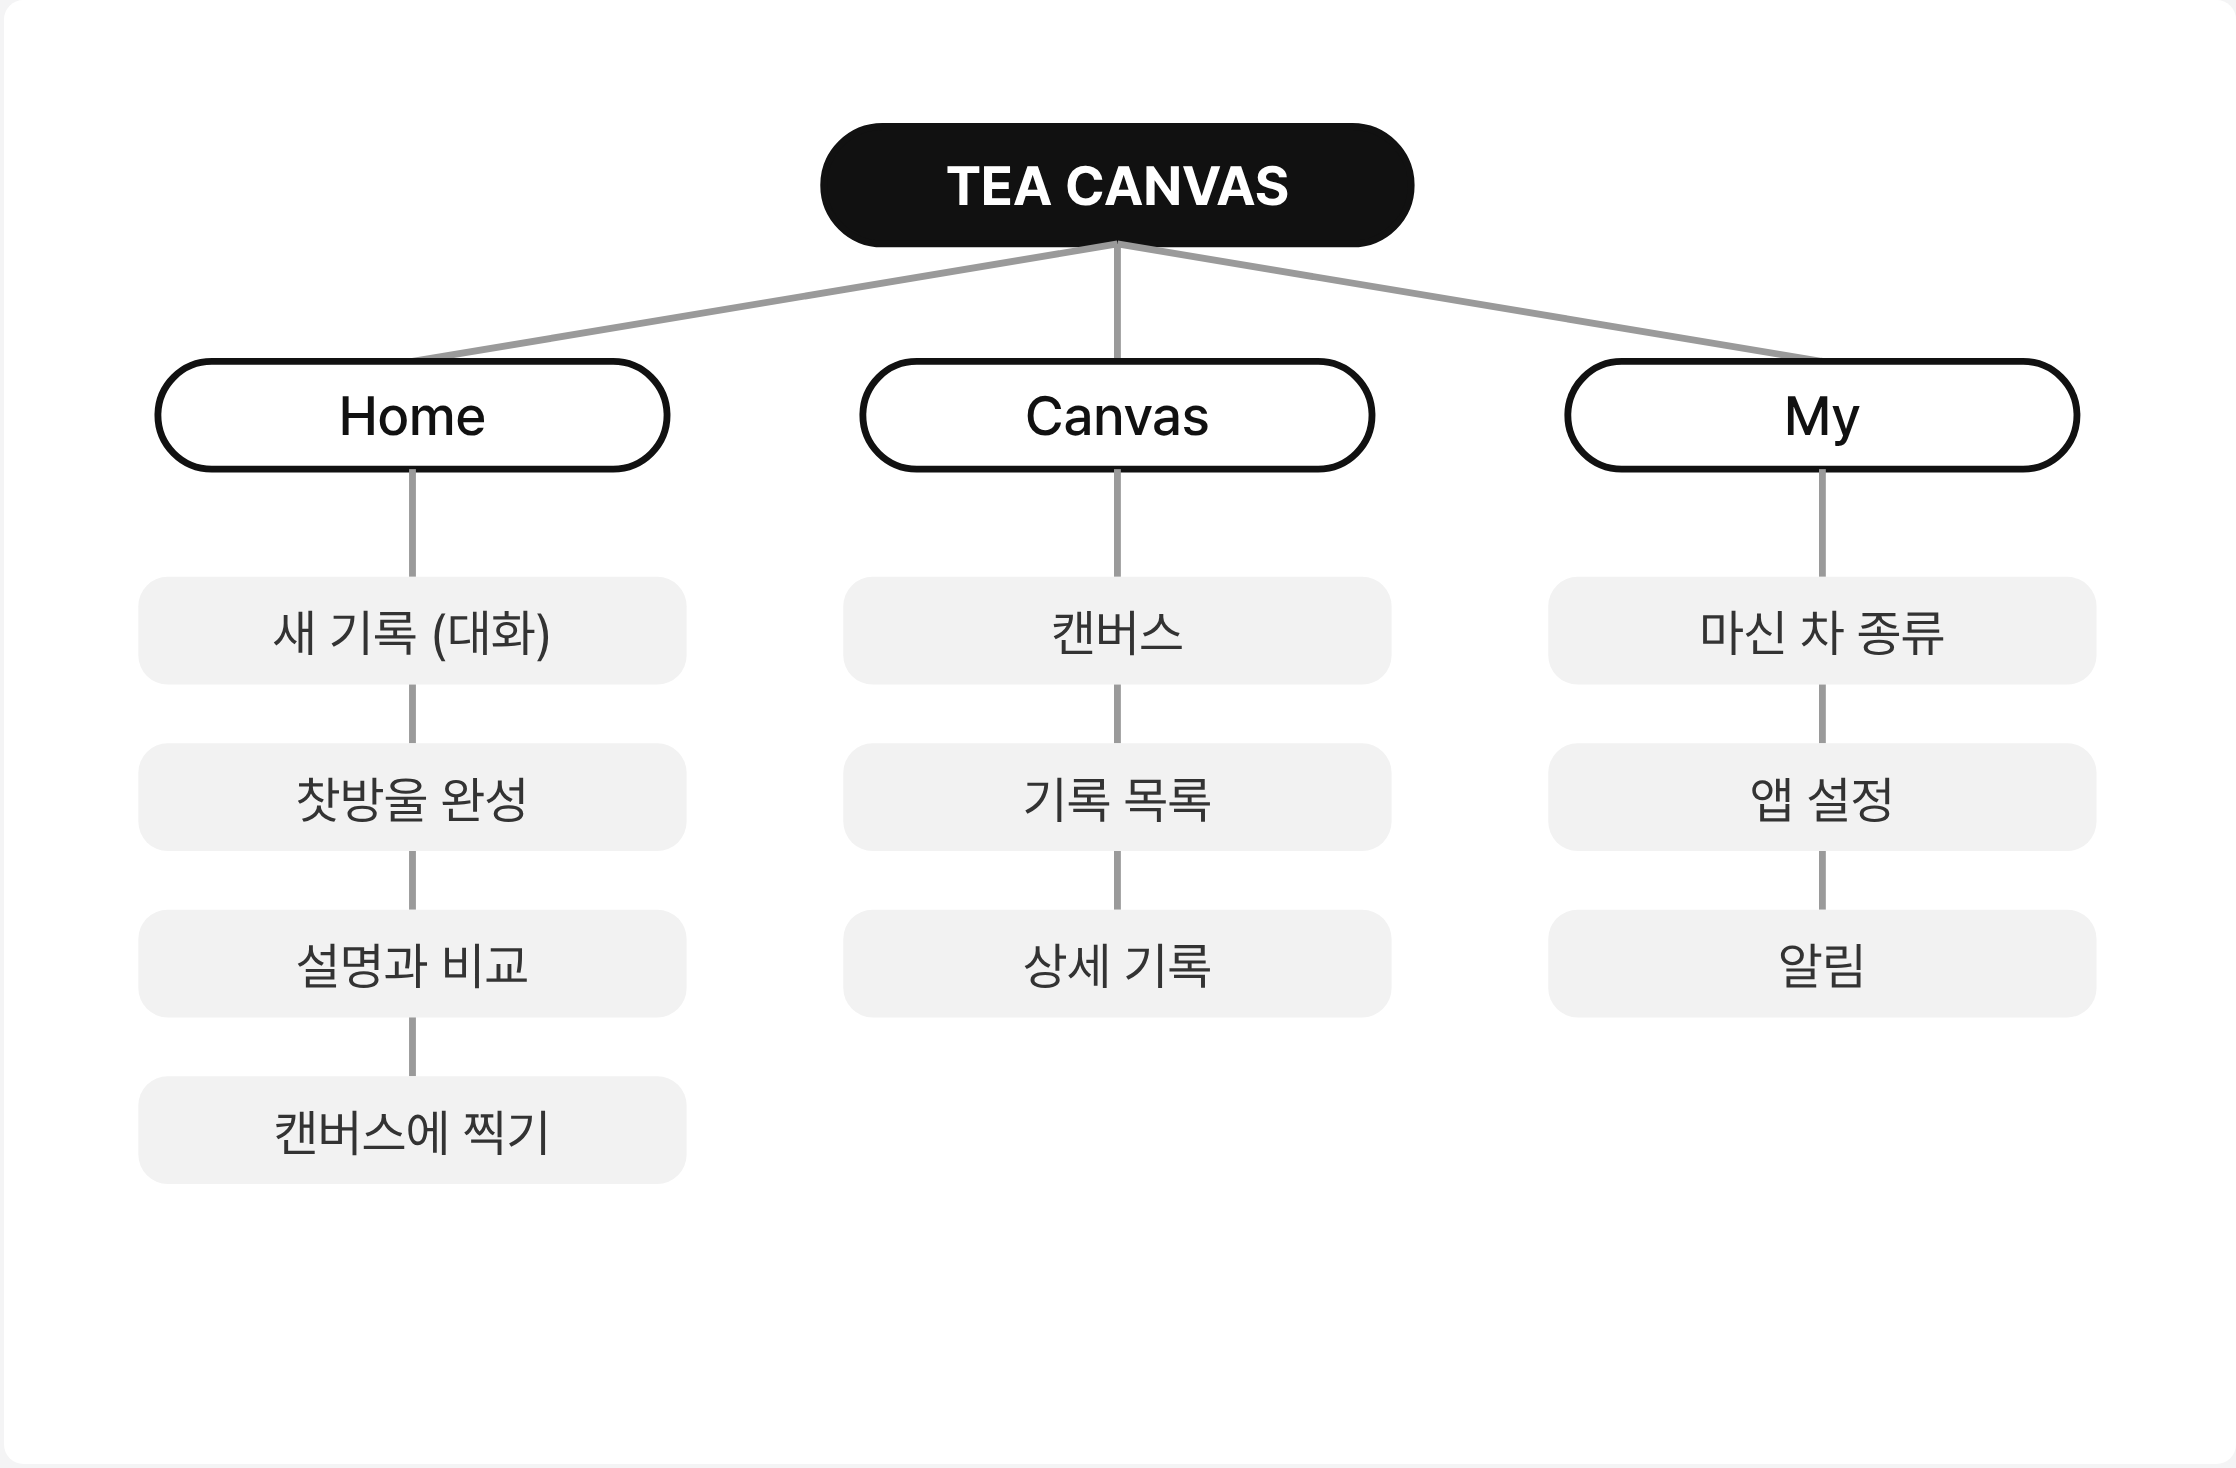 TEA CANVAS
Home
Canvas
My
새 기록 (대화)
캔버스
마신 차 종류
찻방울 완성
기록 목록
앱 설정
설명과 비교
상세 기록
알림
캔버스에 찍기